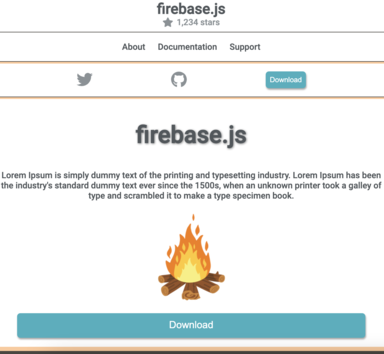 firebase.js
1,234 stars
About Documentation Support
Download
firebase.js
Lorem Ipsum is simply dummy text of the printing and typesetting industry. Lorem Ipsum has been
the industry's standard dummy text ever since the 1500s, when an unknown printer took a galley of
type and scrambled it to make a type specimen book.
Download